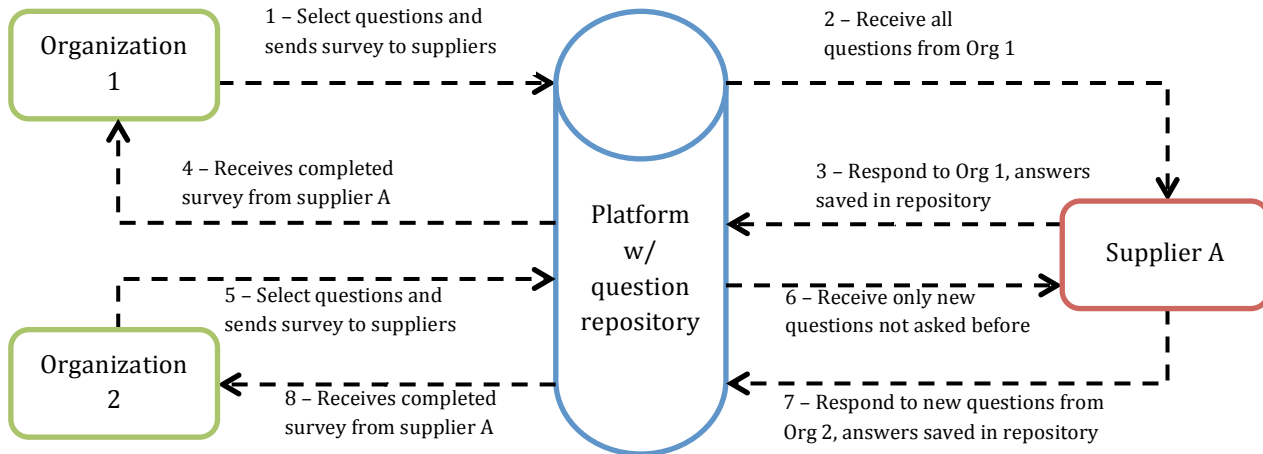 Organization
1
1 – Select questions and
sends survey to suppliers
2 – Receive all
questions from Org 1
4 – Receives completed
survey from supplier A
3 – Respond to Org 1, answers
saved in repository
Platform
w/
question
repository
Supplier A
5 – Select questions and
sends survey to suppliers
6 – Receive only new
questions not asked before
Organization
2
8 – Receives completed
survey from supplier A
7 – Respond to new questions from
Org 2, answers saved in repository